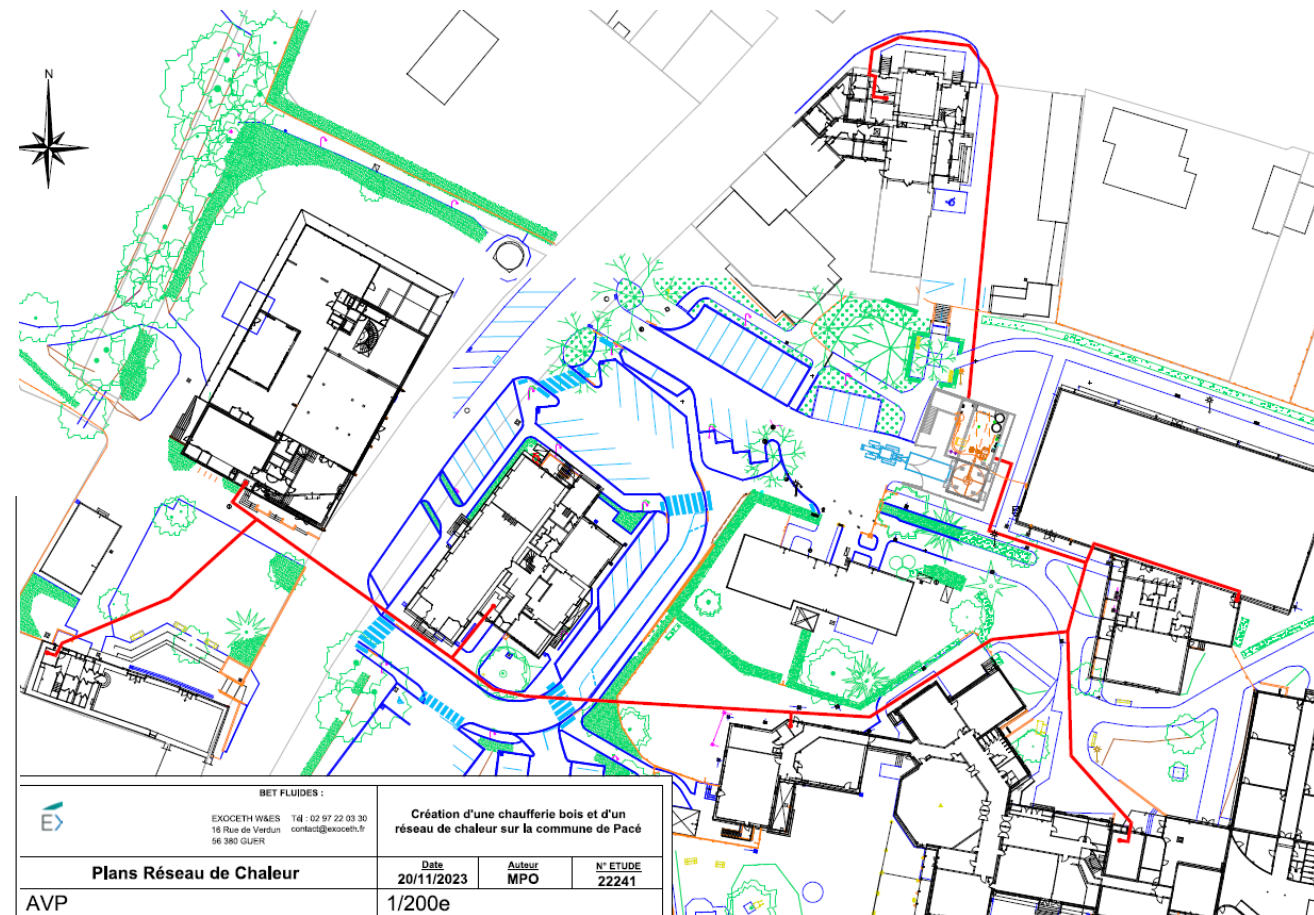 N
BET FLUIDES :
EXOCETH W&ES Tél : 02 97 22 03 30
16 Rue de Verdun contact@exoceth.fr
56 380 GUER
Création d'une chaufferie bois et d'un
réseau de chaleur sur la commune de Pacé
Plans Réseau de Chaleur
Date
20/11/2023
Auteur
MPO
N° ETUDE
22241
AVP
1/200e